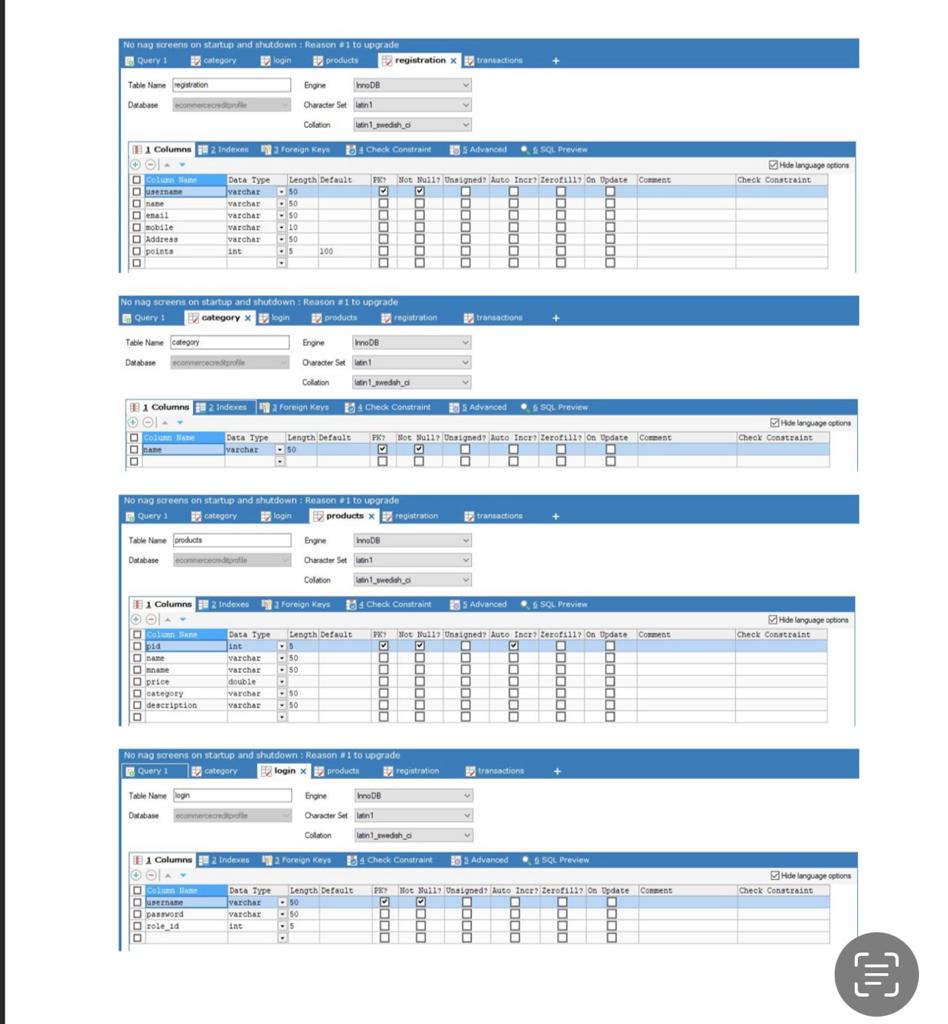 No nag screens on startup and shutdown : Reason #1 to upgrade
Query 1 category login products registration × transactions +
Table Name registration Engine InnoDB
Database ecommercecreditprofile Character Set latin1
Collation latin1_swedish_ci
1 Columns 2 Indexes 3 Foreign Keys 4 Check Constraint 5 Advanced 6 SQL Preview
Hide language options
Column Name Data Type Length Default PK? Not Null? Unsigned? Auto Incr? Zerofill? On Update Comment Check Constraint
username varchar 50
name varchar 50
email varchar 50
mobile varchar 10
Address varchar 50
points int 5 100
No nag screens on startup and shutdown : Reason #1 to upgrade
Query 1 category × login products registration transactions +
Table Name category Engine InnoDB
Database ecommercecreditprofile Character Set latin1
Collation latin1_swedish_ci
1 Columns 2 Indexes 3 Foreign Keys 4 Check Constraint 5 Advanced 6 SQL Preview
Hide language options
Column Name Data Type Length Default PK? Not Null? Unsigned? Auto Incr? Zerofill? On Update Comment Check Constraint
name varchar 50
No nag screens on startup and shutdown : Reason #1 to upgrade
Query 1 category login products × registration transactions +
Table Name products Engine InnoDB
Database ecommercecreditprofile Character Set latin1
Collation latin1_swedish_ci
1 Columns 2 Indexes 3 Foreign Keys 4 Check Constraint 5 Advanced 6 SQL Preview
Hide language options
Column Name Data Type Length Default PK? Not Null? Unsigned? Auto Incr? Zerofill? On Update Comment Check Constraint
pid int 5
name varchar 50
mname varchar 50
price double
category varchar 50
description varchar 50
No nag screens on startup and shutdown : Reason #1 to upgrade
Query 1 category login × products registration transactions +
Table Name login Engine InnoDB
Database ecommercecreditprofile Character Set latin1
Collation latin1_swedish_ci
1 Columns 2 Indexes 3 Foreign Keys 4 Check Constraint 5 Advanced 6 SQL Preview
Hide language options
Column Name Data Type Length Default PK? Not Null? Unsigned? Auto Incr? Zerofill? On Update Comment Check Constraint
username varchar 50
password varchar 50
role_id int 5